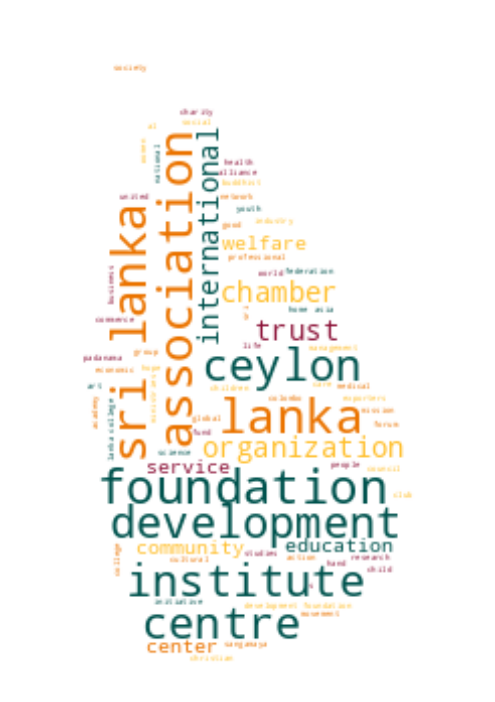 society
charity
social
national
international
association
health
alliance
buddhist
united
network
youth
good
industry
sri lanka
welfare
professional
world
federation
business
chamber
home
asia
commerce
trust
life
management
padanama
group
economic
hope
ceylon
art
children
care
medical
academy
colombo
exporters
lanka college
lanka
mission
global
forum
fund
organization
science
service
people
council
foundation
club
development
community
education
studies
cultural
action
research
college
hand
child
institute
initiative
development foundation
movement
centre
center
sangamaya
christian